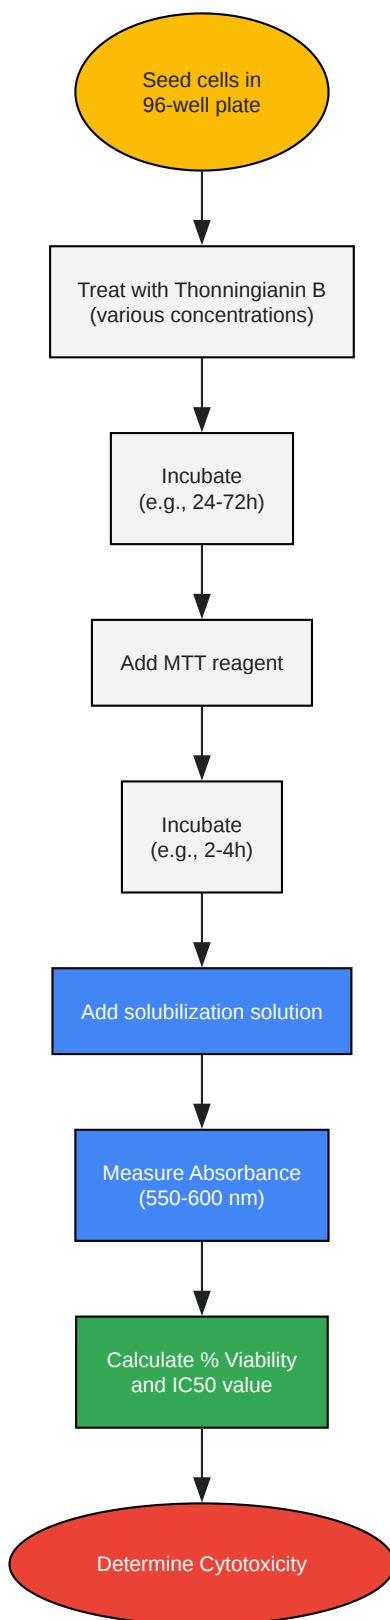 Seed cells in
96-well plate
Treat with Thonningianin B
(various concentrations)
Incubate
(e.g., 24-72h)
Add MTT reagent
Incubate
(e.g., 2-4h)
Add solubilization solution
Measure Absorbance
(550-600 nm)
Calculate % Viability
and IC50 value
Determine Cytotoxicity